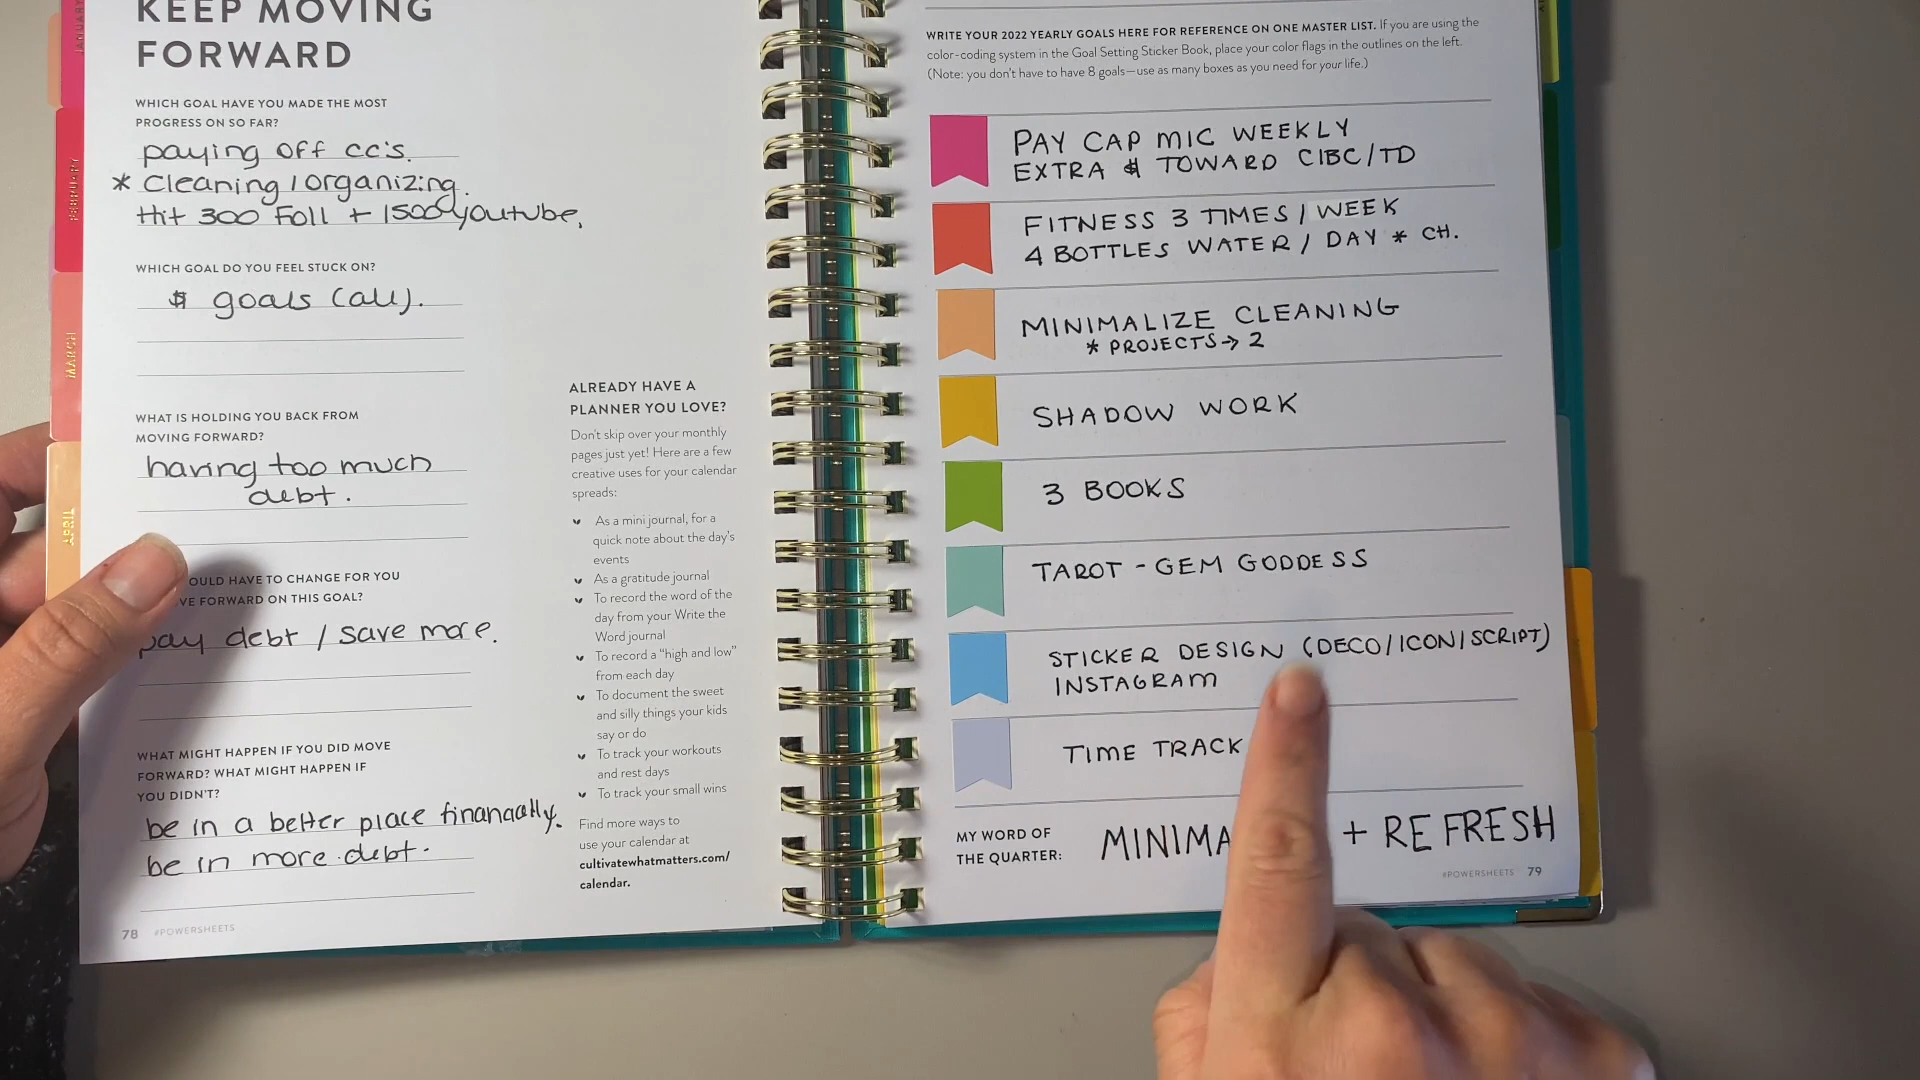 KEEP MOVING
FORWARD
WHICH GOAL HAVE YOU MADE THE MOST
PROGRESS ON SO FAR?
paying off cc's.
* Cleaning / organizing.
Hit 300 Foll + 1500 youtube.
WHICH GOAL DO YOU FEEL STUCK ON?
$ goals (all).
WHAT IS HOLDING YOU BACK FROM
MOVING FORWARD?
having too much
debt.
OULD HAVE TO CHANGE FOR YOU
VE FORWARD ON THIS GOAL?
pay debt / save more.
WHAT MIGHT HAPPEN IF YOU DID MOVE
FORWARD? WHAT MIGHT HAPPEN IF
YOU DIDN'T?
be in a better place financially.
be in more debt.
78 #POWERSHEETS
ALREADY HAVE A
PLANNER YOU LOVE?
Don't skip over your monthly
pages just yet! Here are a few
creative uses for your calendar
spreads:
As a mini journal, for a
quick note about the day's
events
As a gratitude journal
To record the word of the
day from your Write the
Word journal
To record a “high and low”
from each day
To document the sweet
and silly things your kids
say or do
To track your workouts
and rest days
To track your small wins
Find more ways to
use your calendar at
cultivatewhatmatters.com/
calendar.
WRITE YOUR 2022 YEARLY GOALS HERE FOR REFERENCE ON ONE MASTER LIST. If you are using the
color-coding system in the Goal Setting Sticker Book, place your color flags in the outlines on the left.
(Note: you don't have to have 8 goals—use as many boxes as you need for your life.)
PAY CAP MIC WEEKLY
EXTRA $ TOWARD CIBC/TD
FITNESS 3 TIMES / WEEK
4 BOTTLES WATER / DAY * CH.
MINIMALIZE CLEANING
* PROJECTS → 2
SHADOW WORK
3 BOOKS
TAROT - GEM GODDESS
STICKER DESIGN (DECO/ICON/SCRIPT)
INSTAGRAM
TIME TRACK
MY WORD OF
THE QUARTER:
MINIMA + REFRESH
#POWERSHEETS 79
JANUARY
FEBRUARY
MARCH